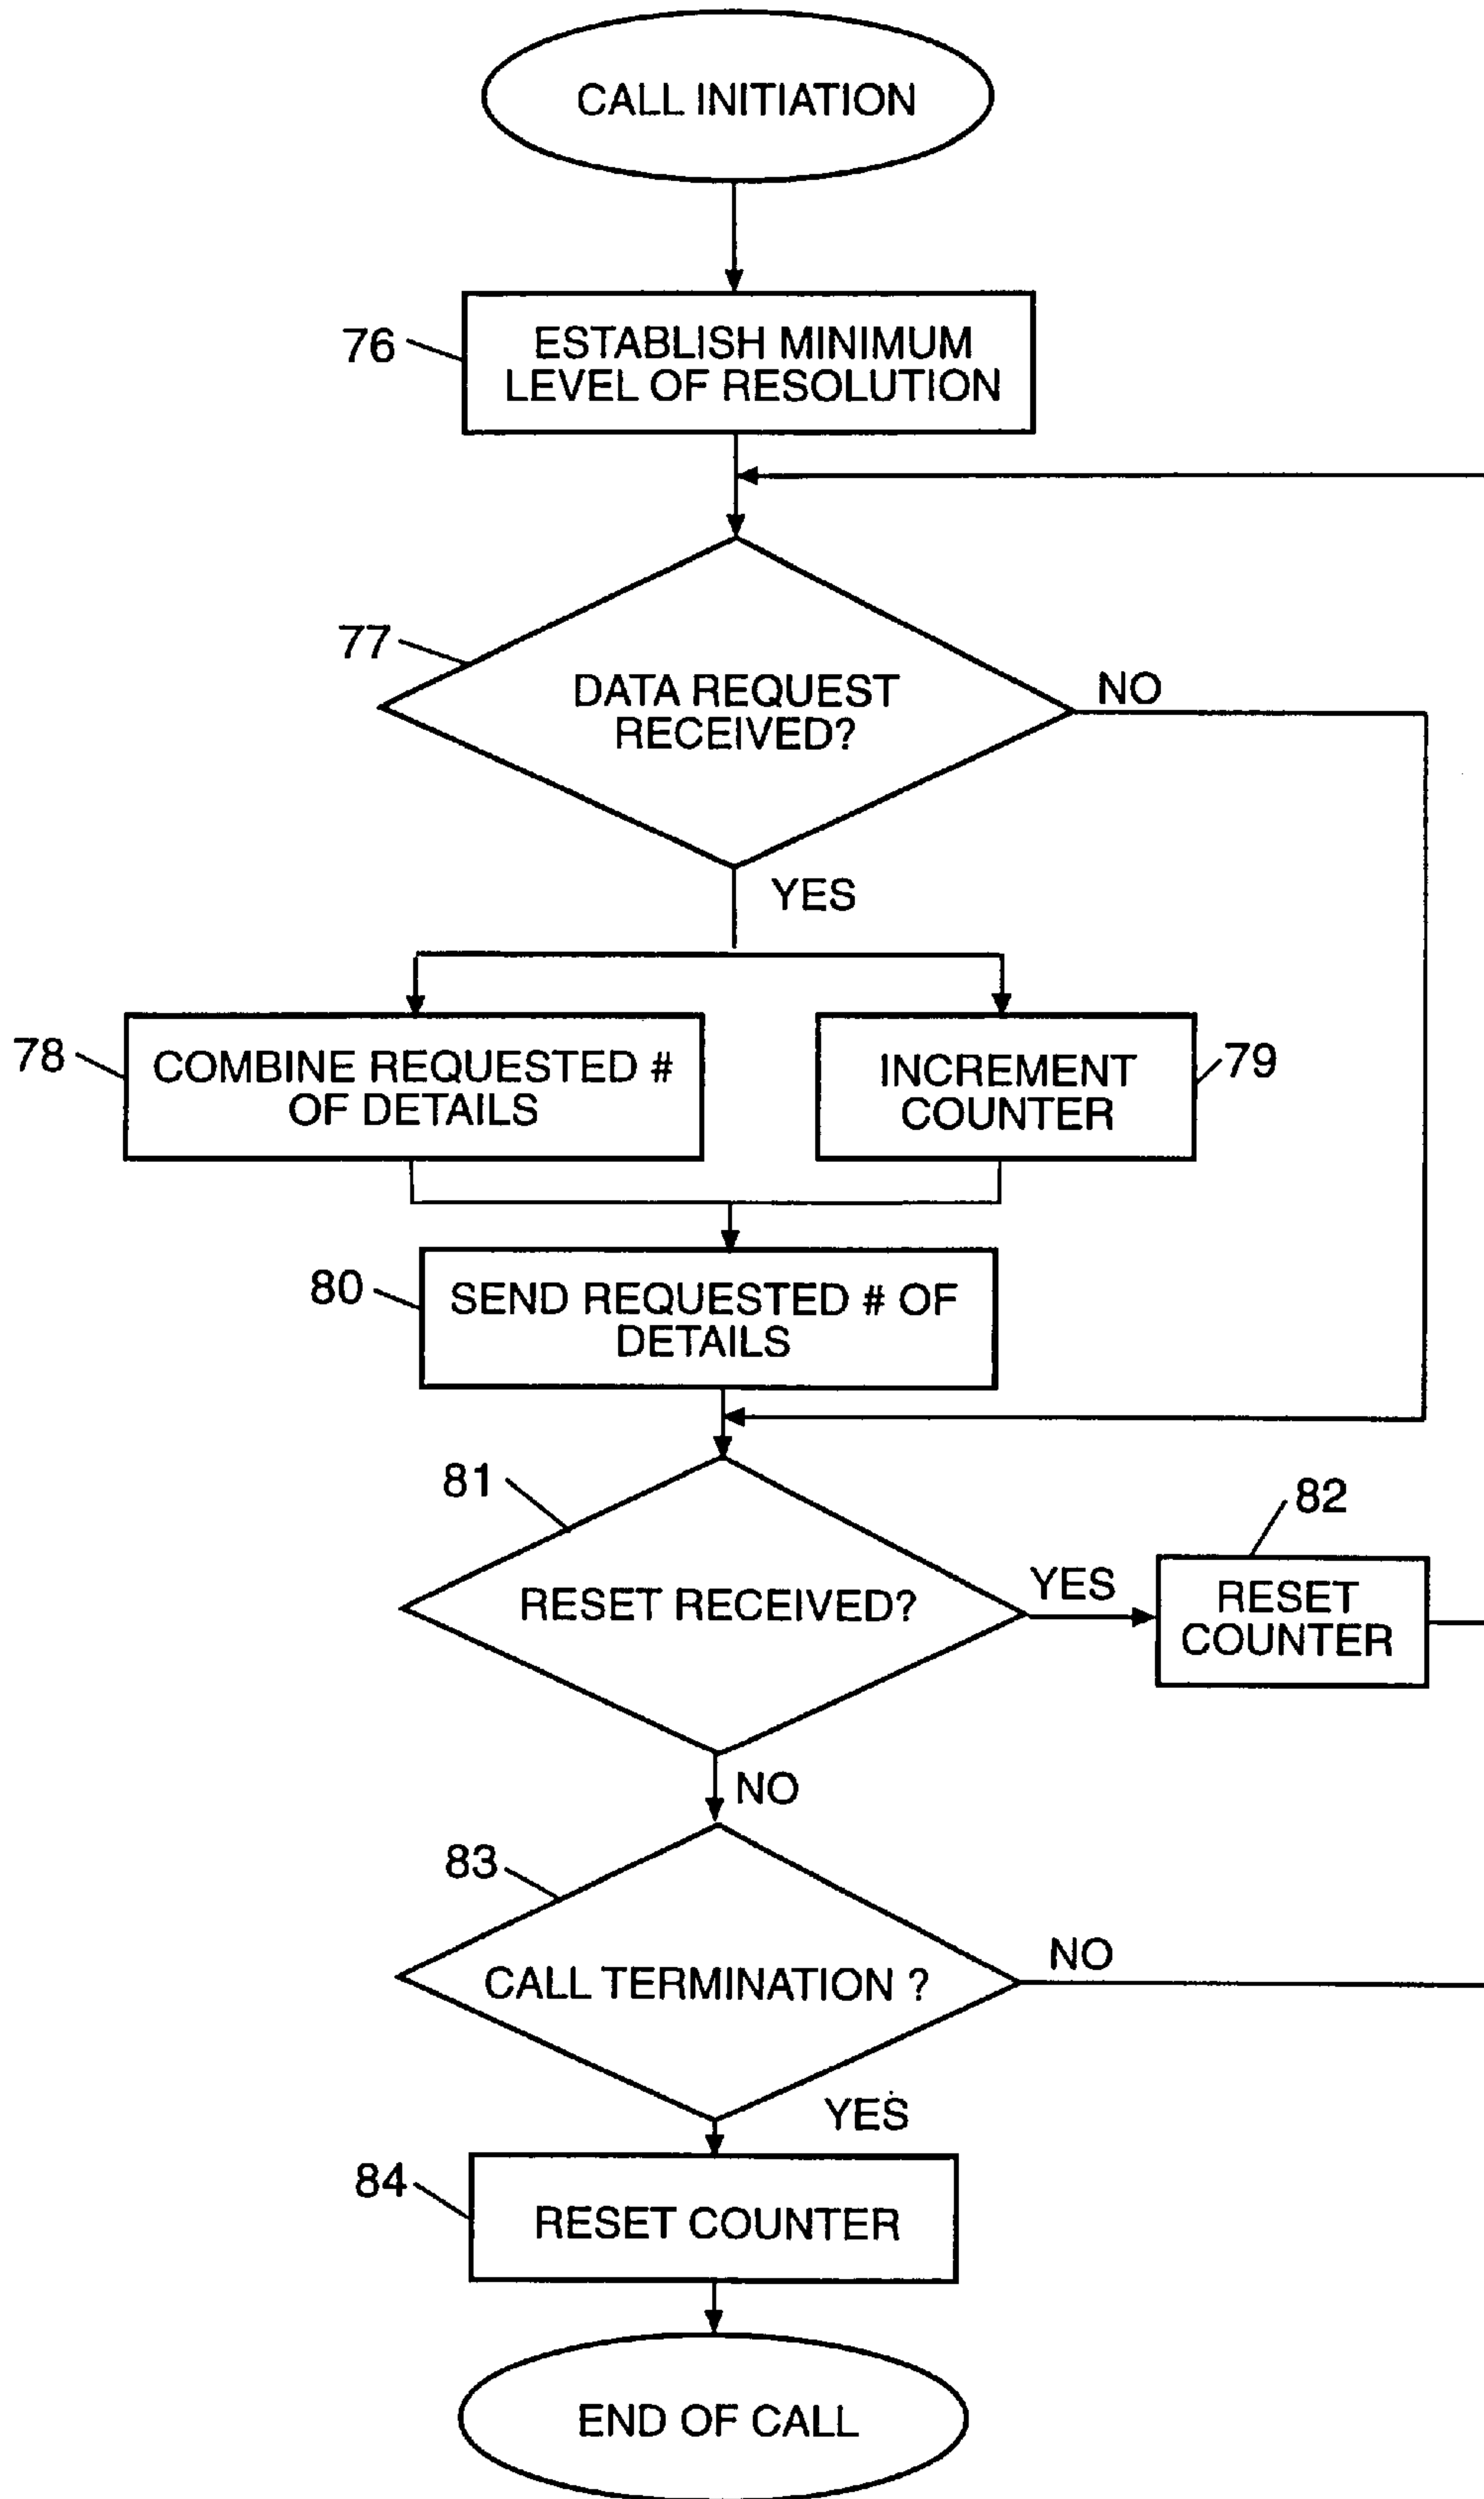 CALL INITIATION
76
ESTABLISH MINIMUM
LEVEL OF RESOLUTION
77
DATA REQUEST
RECEIVED?
NO
YES
78
COMBINE REQUESTED #
OF DETAILS
INCREMENT
COUNTER
79
80
SEND REQUESTED # OF
DETAILS
81
RESET RECEIVED?
YES
82
RESET
COUNTER
NO
83
CALL TERMINATION ?
NO
YES
84
RESET COUNTER
END OF CALL